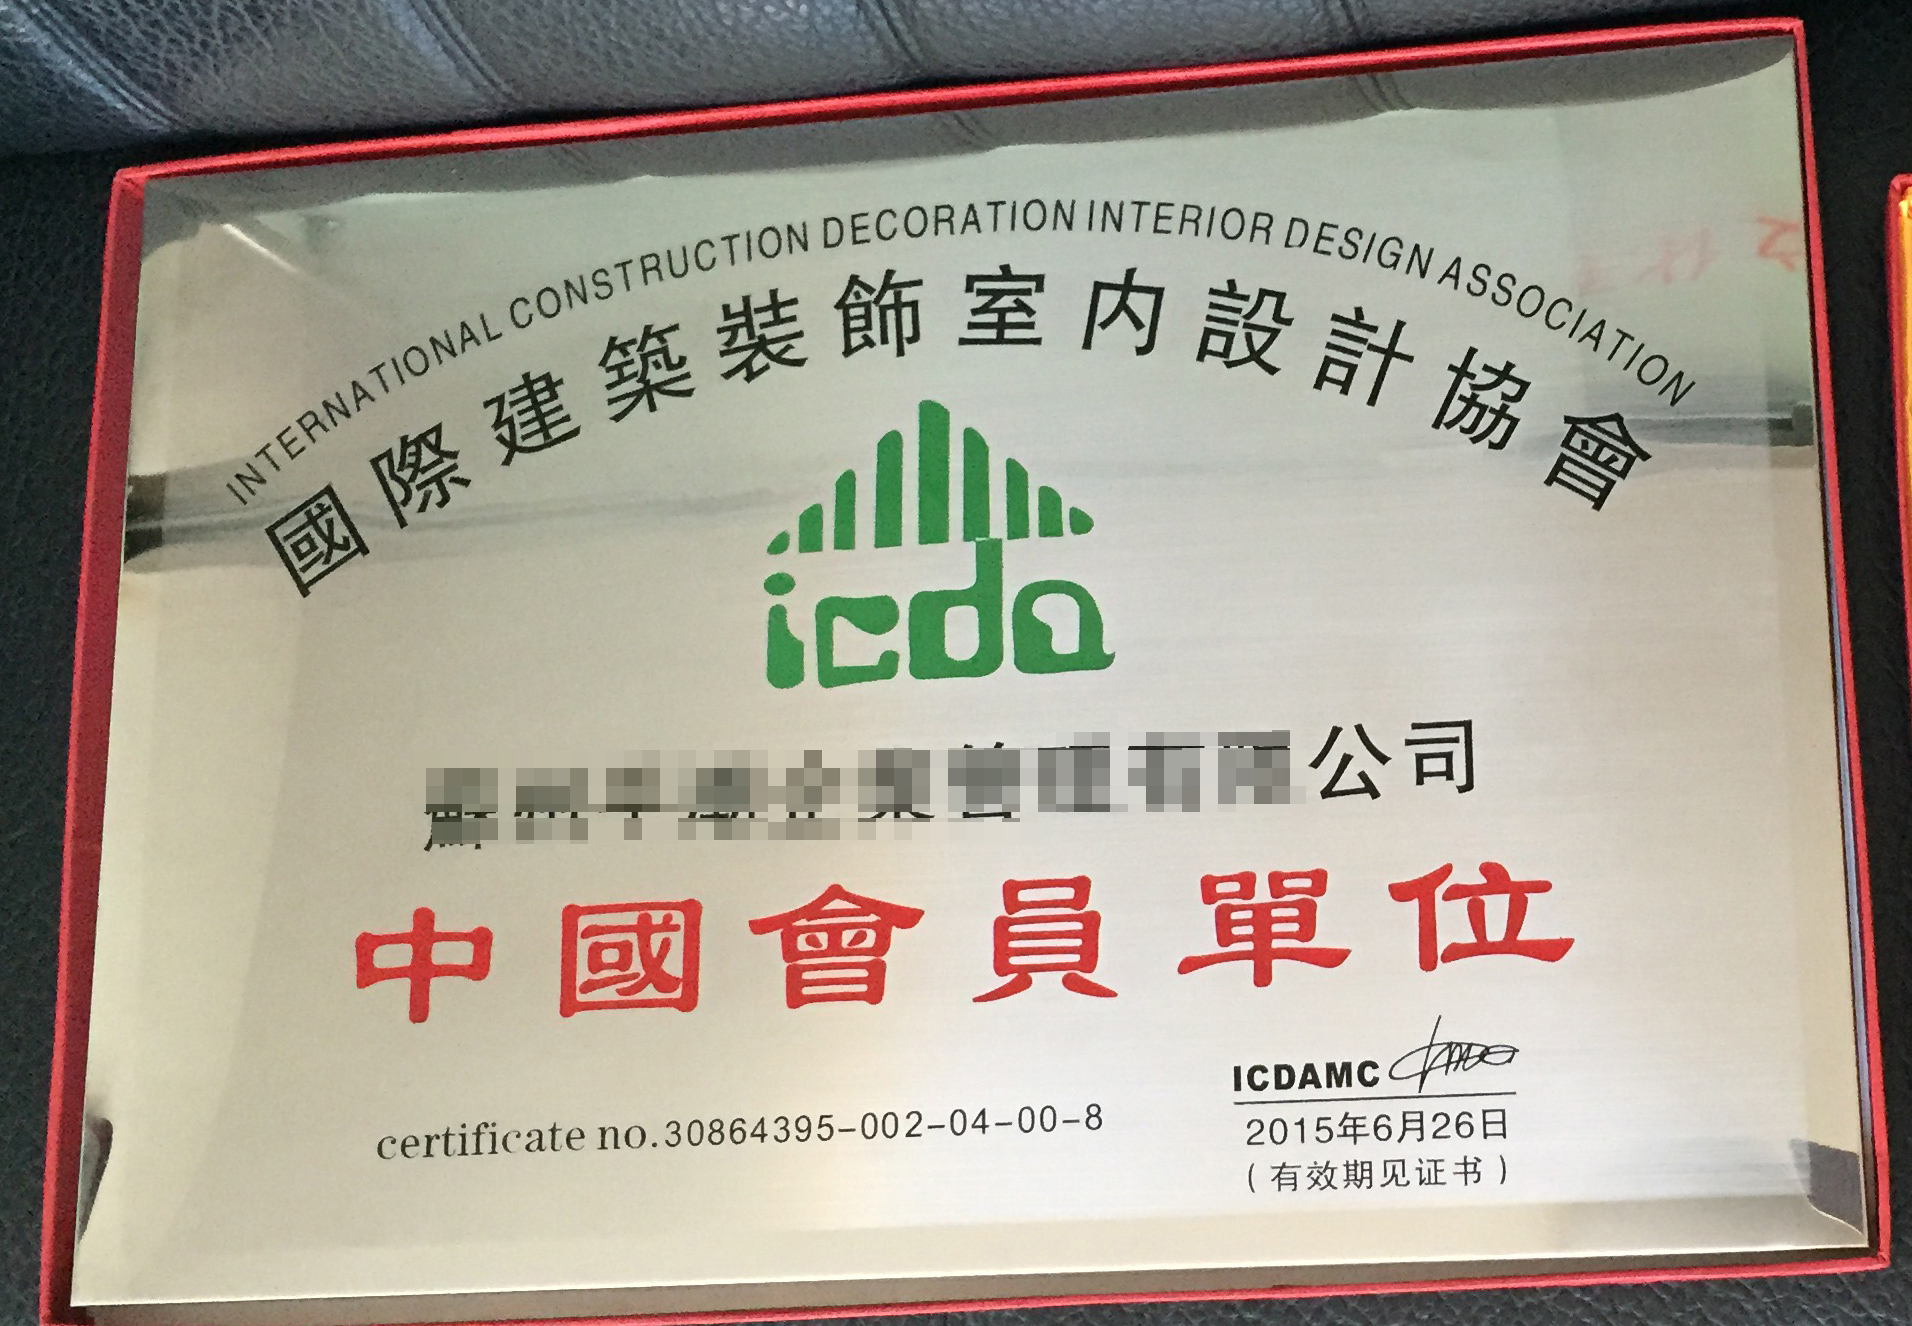 INTERNATIONAL CONSTRUCTION DECORATION INTERIOR DESIGN ASSOCIATION
國際建築裝飾室内設計協會
icda
公司
中國會員單位
ICDAMC
certificate no.30864395-002-04-00-8
2015年6月26日
(有效期见证书)